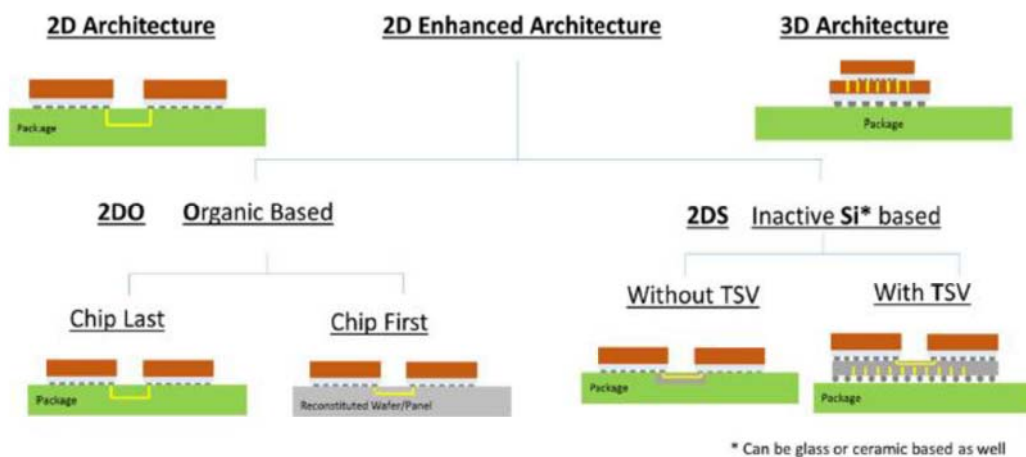 2D Architecture
2D Enhanced Architecture
3D Architecture
Package
Package
2DO Organic Based
2DS Inactive Si* based
Chip Last
Chip First
Without TSV
With TSV
Package
Reconstituted Wafer/Panel
Package
Package
* Can be glass or ceramic based as well